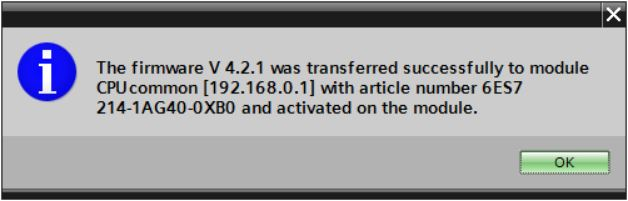 The firmware V 4.2.1 was transferred successfully to module
CPUcommon [192.168.0.1] with article number 6ES7
214-1AG40-0XB0 and activated on the module.
OK